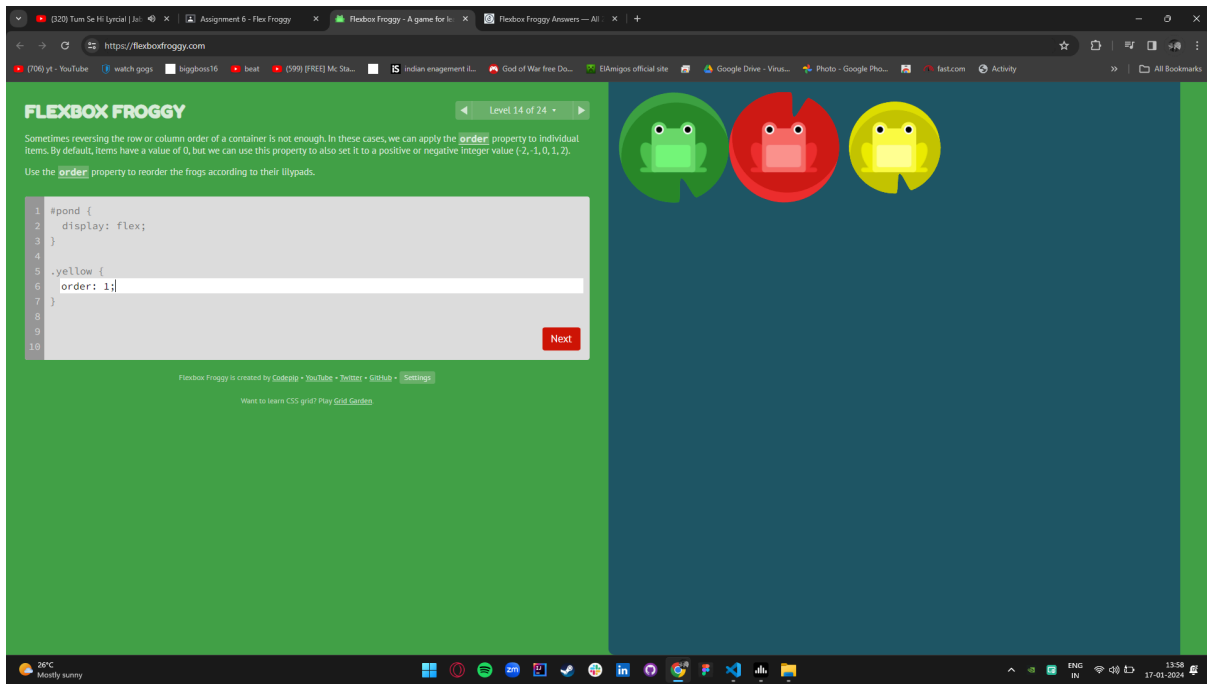 (320) Tum Se Hi Lyrcial | Jab
Assignment 6 - Flex Froggy
Flexbox Froggy - A game for le
Flexbox Froggy Answers — All
https://flexboxfroggy.com
(706) yt - YouTube
watch gogs
biggboss16
beat
(599) [FREE] Mc Sta...
indian enagement il...
God of War free Do...
ElAmigos official site
Google Drive - Virus...
Photo - Google Pho...
fast.com
Activity
All Bookmarks
FLEXBOX FROGGY
Level 14 of 24
Sometimes reversing the row or column order of a container is not enough. In these cases, we can apply the order property to individual
items. By default, items have a value of 0, but we can use this property to also set it to a positive or negative integer value (-2, -1, 0, 1, 2).
Use the order property to reorder the frogs according to their lilypads.
1 #pond {
2 display: flex;
3 }
4
5 .yellow {
6 order: 1;
7 }
8
9
10
Next
Flexbox Froggy is created by Codepip • YouTube • Twitter • GitHub • Settings
Want to learn CSS grid? Play Grid Garden.
26°C
Mostly sunny
zm
in
ENG
IN
13:58
17-01-2024